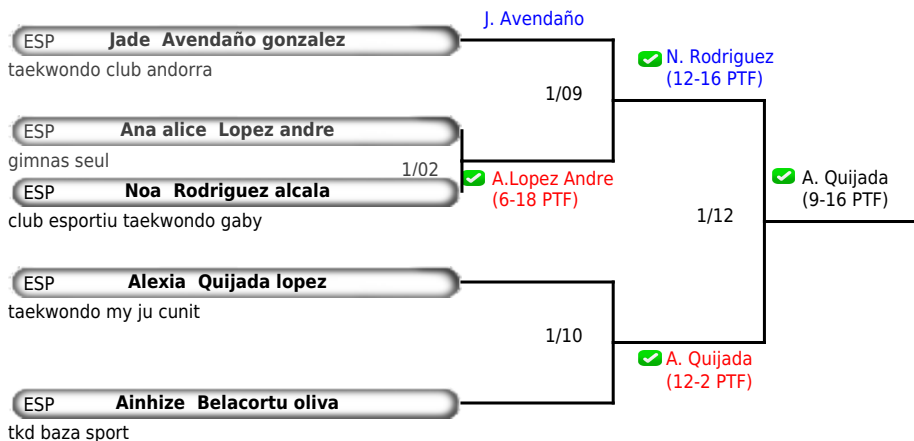 J. Avendaño
ESP Jade Avendaño gonzalez
taekwondo club andorra
N. Rodriguez
(12-16 PTF)
1/09
ESP Ana alice Lopez andre
gimnas seul
1/02
A.Lopez Andre
(6-18 PTF)
A. Quijada
(9-16 PTF)
ESP Noa Rodriguez alcala
club esportiu taekwondo gaby
1/12
ESP Alexia Quijada lopez
taekwondo my ju cunit
1/10
A. Quijada
(12-2 PTF)
ESP Ainhize Belacortu oliva
tkd baza sport